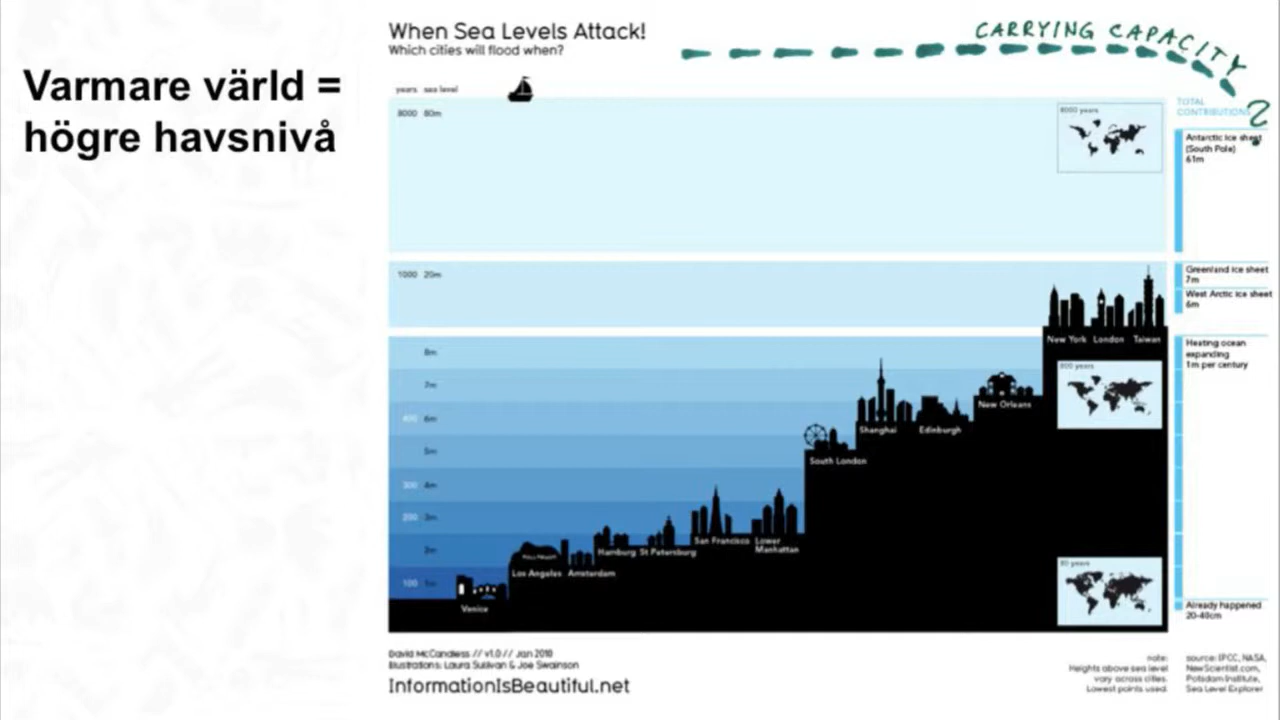 Varmare värld =
högre havsnivå
When Sea Levels Attack!
Which cities will flood when?
CARRYING CAPACITY
?
years sea level
8000 80m
8000 years
TOTAL
CONTRIBUTIONS
Antarctic ice sheet
(South Pole)
61m
1000 20m
Greenland ice sheet
7m
West Arctic ice sheet
6m
New York London Taiwan
Heating ocean
expanding
1m per century
8m
7m
400 6m
5m
300 4m
200 3m
2m
100 1m
New Orleans
Shanghai Edinburgh
South London
San Francisco Lower
Manhattan
Hamburg St Petersburg
Los Angeles Amsterdam
Venice
Already happened
20-40cm
David McCandless // v1.0 // Jan 2010
Illustrations: Laura Sullivan & Joe Swainson
InformationIsBeautiful.net
note:
Heights above sea level
vary across cities.
Lowest points used.
source: IPCC, NASA,
NewScientist.com,
Potsdam Institute,
Sea Level Explorer